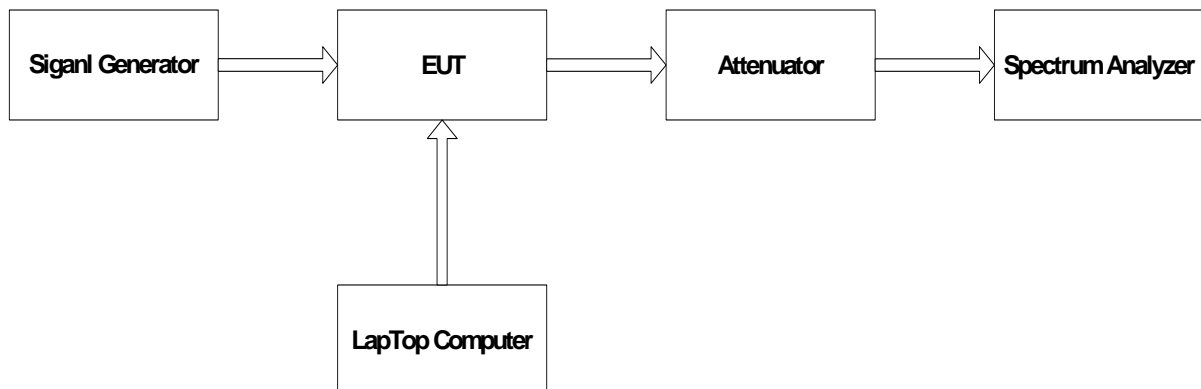 Siganl Generator
EUT
Attenuator
Spectrum Analyzer
LapTop Computer